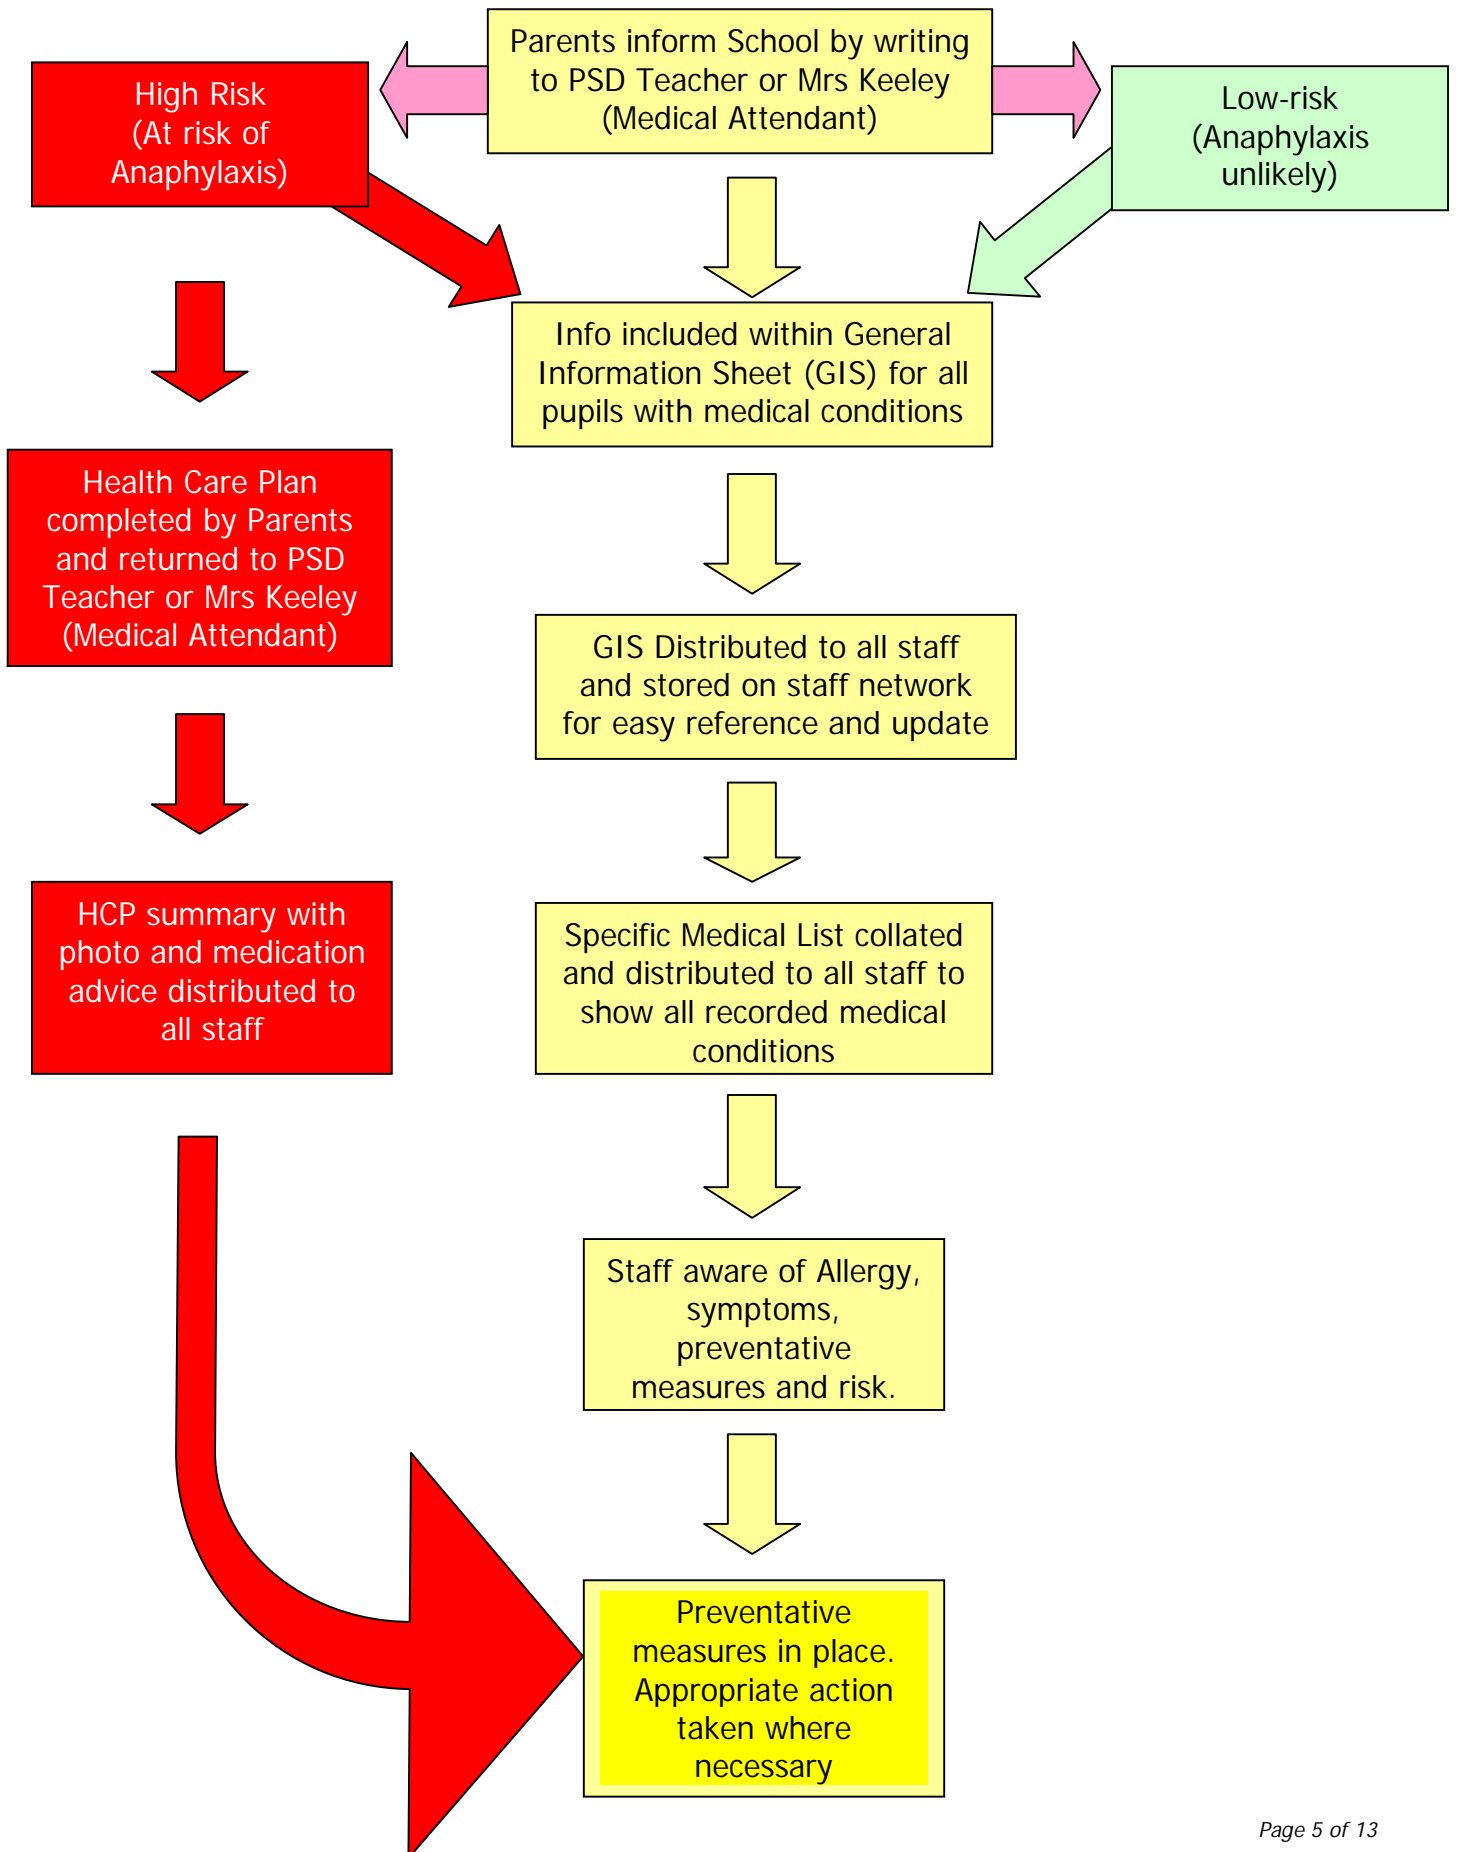 Parents inform School by writing
to PSD Teacher or Mrs Keeley
(Medical Attendant)
High Risk
(At risk of
Anaphylaxis)
Low-risk
(Anaphylaxis
unlikely)
Info included within General
Information Sheet (GIS) for all
pupils with medical conditions
Health Care Plan
completed by Parents
and returned to PSD
Teacher or Mrs Keeley
(Medical Attendant)
GIS Distributed to all staff
and stored on staff network
for easy reference and update
HCP summary with
photo and medication
advice distributed to
all staff
Specific Medical List collated
and distributed to all staff to
show all recorded medical
conditions
Staff aware of Allergy,
symptoms,
preventative
measures and risk.
Preventative
measures in place.
Appropriate action
taken where
necessary
Page 5 of 13